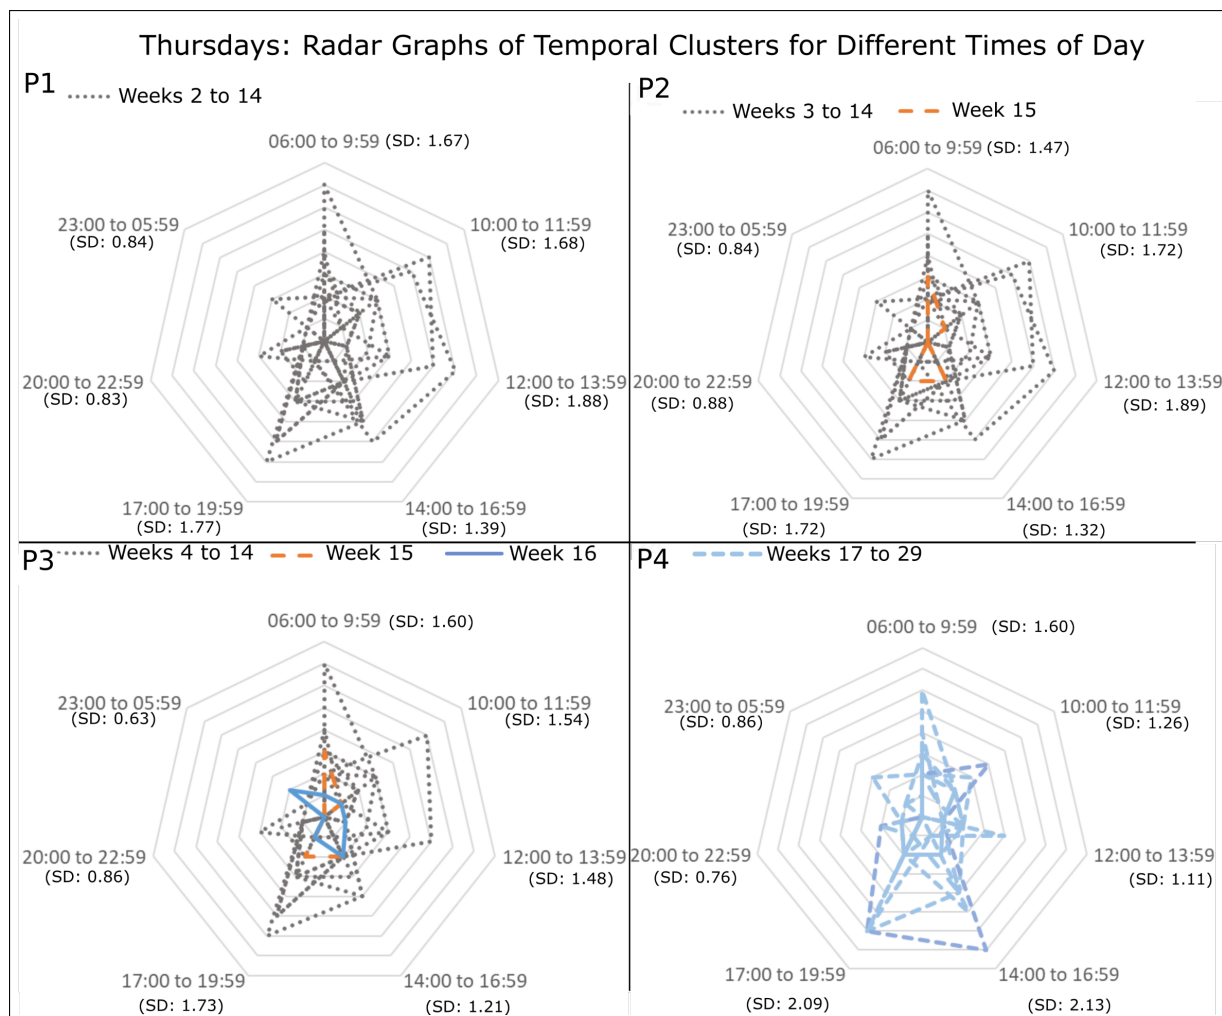 Thursdays: Radar Graphs of Temporal Clusters for Different Times of Day
P1
Weeks 2 to 14
06:00 to 9:59 (SD: 1.67)
23:00 to 05:59
(SD: 0.84)
10:00 to 11:59
(SD: 1.68)
20:00 to 22:59
(SD: 0.83)
12:00 to 13:59
(SD: 1.88)
17:00 to 19:59
(SD: 1.77)
14:00 to 16:59
(SD: 1.39)
P2
Weeks 3 to 14 Week 15
06:00 to 9:59 (SD: 1.47)
23:00 to 05:59
(SD: 0.84)
10:00 to 11:59
(SD: 1.72)
20:00 to 22:59
(SD: 0.88)
12:00 to 13:59
(SD: 1.89)
17:00 to 19:59
(SD: 1.72)
14:00 to 16:59
(SD: 1.32)
P3
Weeks 4 to 14 Week 15 Week 16
06:00 to 9:59 (SD: 1.60)
23:00 to 05:59
(SD: 0.63)
10:00 to 11:59
(SD: 1.54)
20:00 to 22:59
(SD: 0.86)
12:00 to 13:59
(SD: 1.48)
17:00 to 19:59
(SD: 1.73)
14:00 to 16:59
(SD: 1.21)
P4
Weeks 17 to 29
06:00 to 9:59 (SD: 1.60)
23:00 to 05:59
(SD: 0.86)
10:00 to 11:59
(SD: 1.26)
20:00 to 22:59
(SD: 0.76)
12:00 to 13:59
(SD: 1.11)
17:00 to 19:59
(SD: 2.09)
14:00 to 16:59
(SD: 2.13)